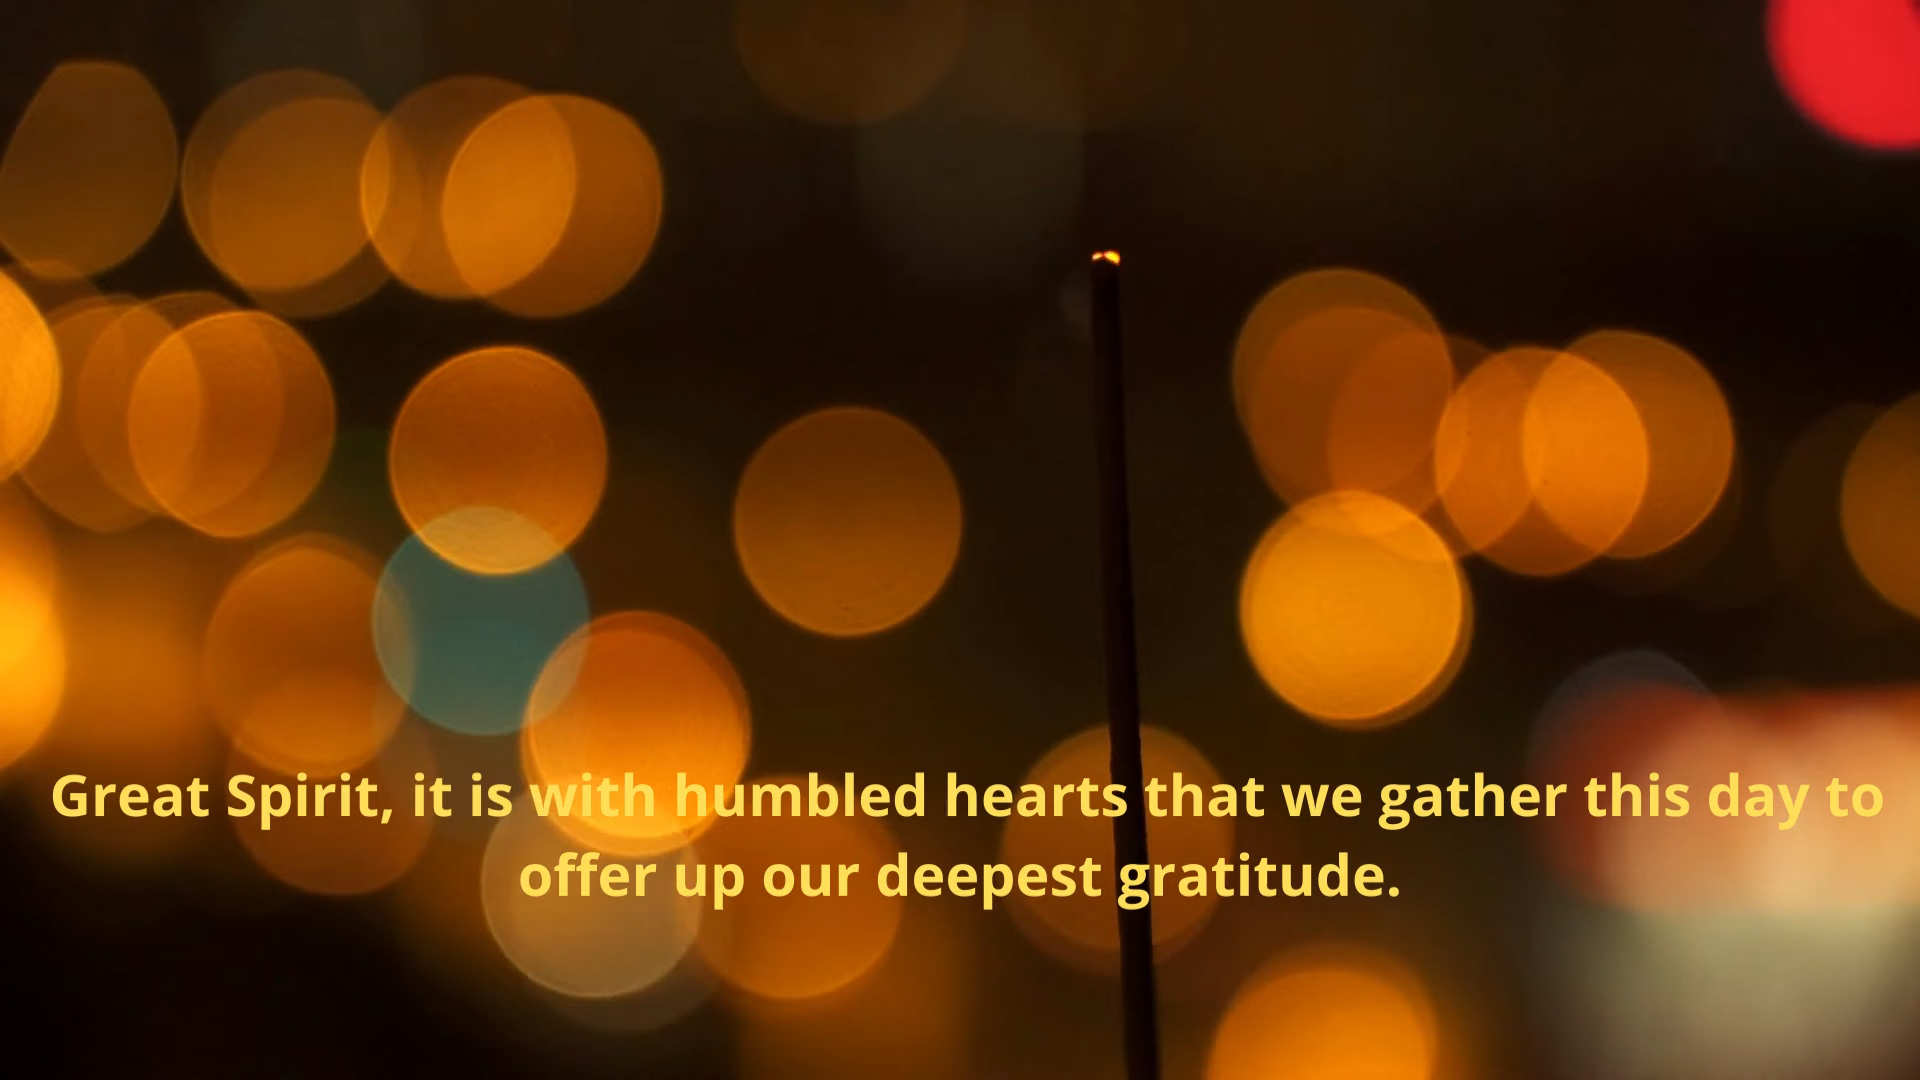 Great Spirit, it is with humbled hearts that we gather this day to
offer up our deepest gratitude.